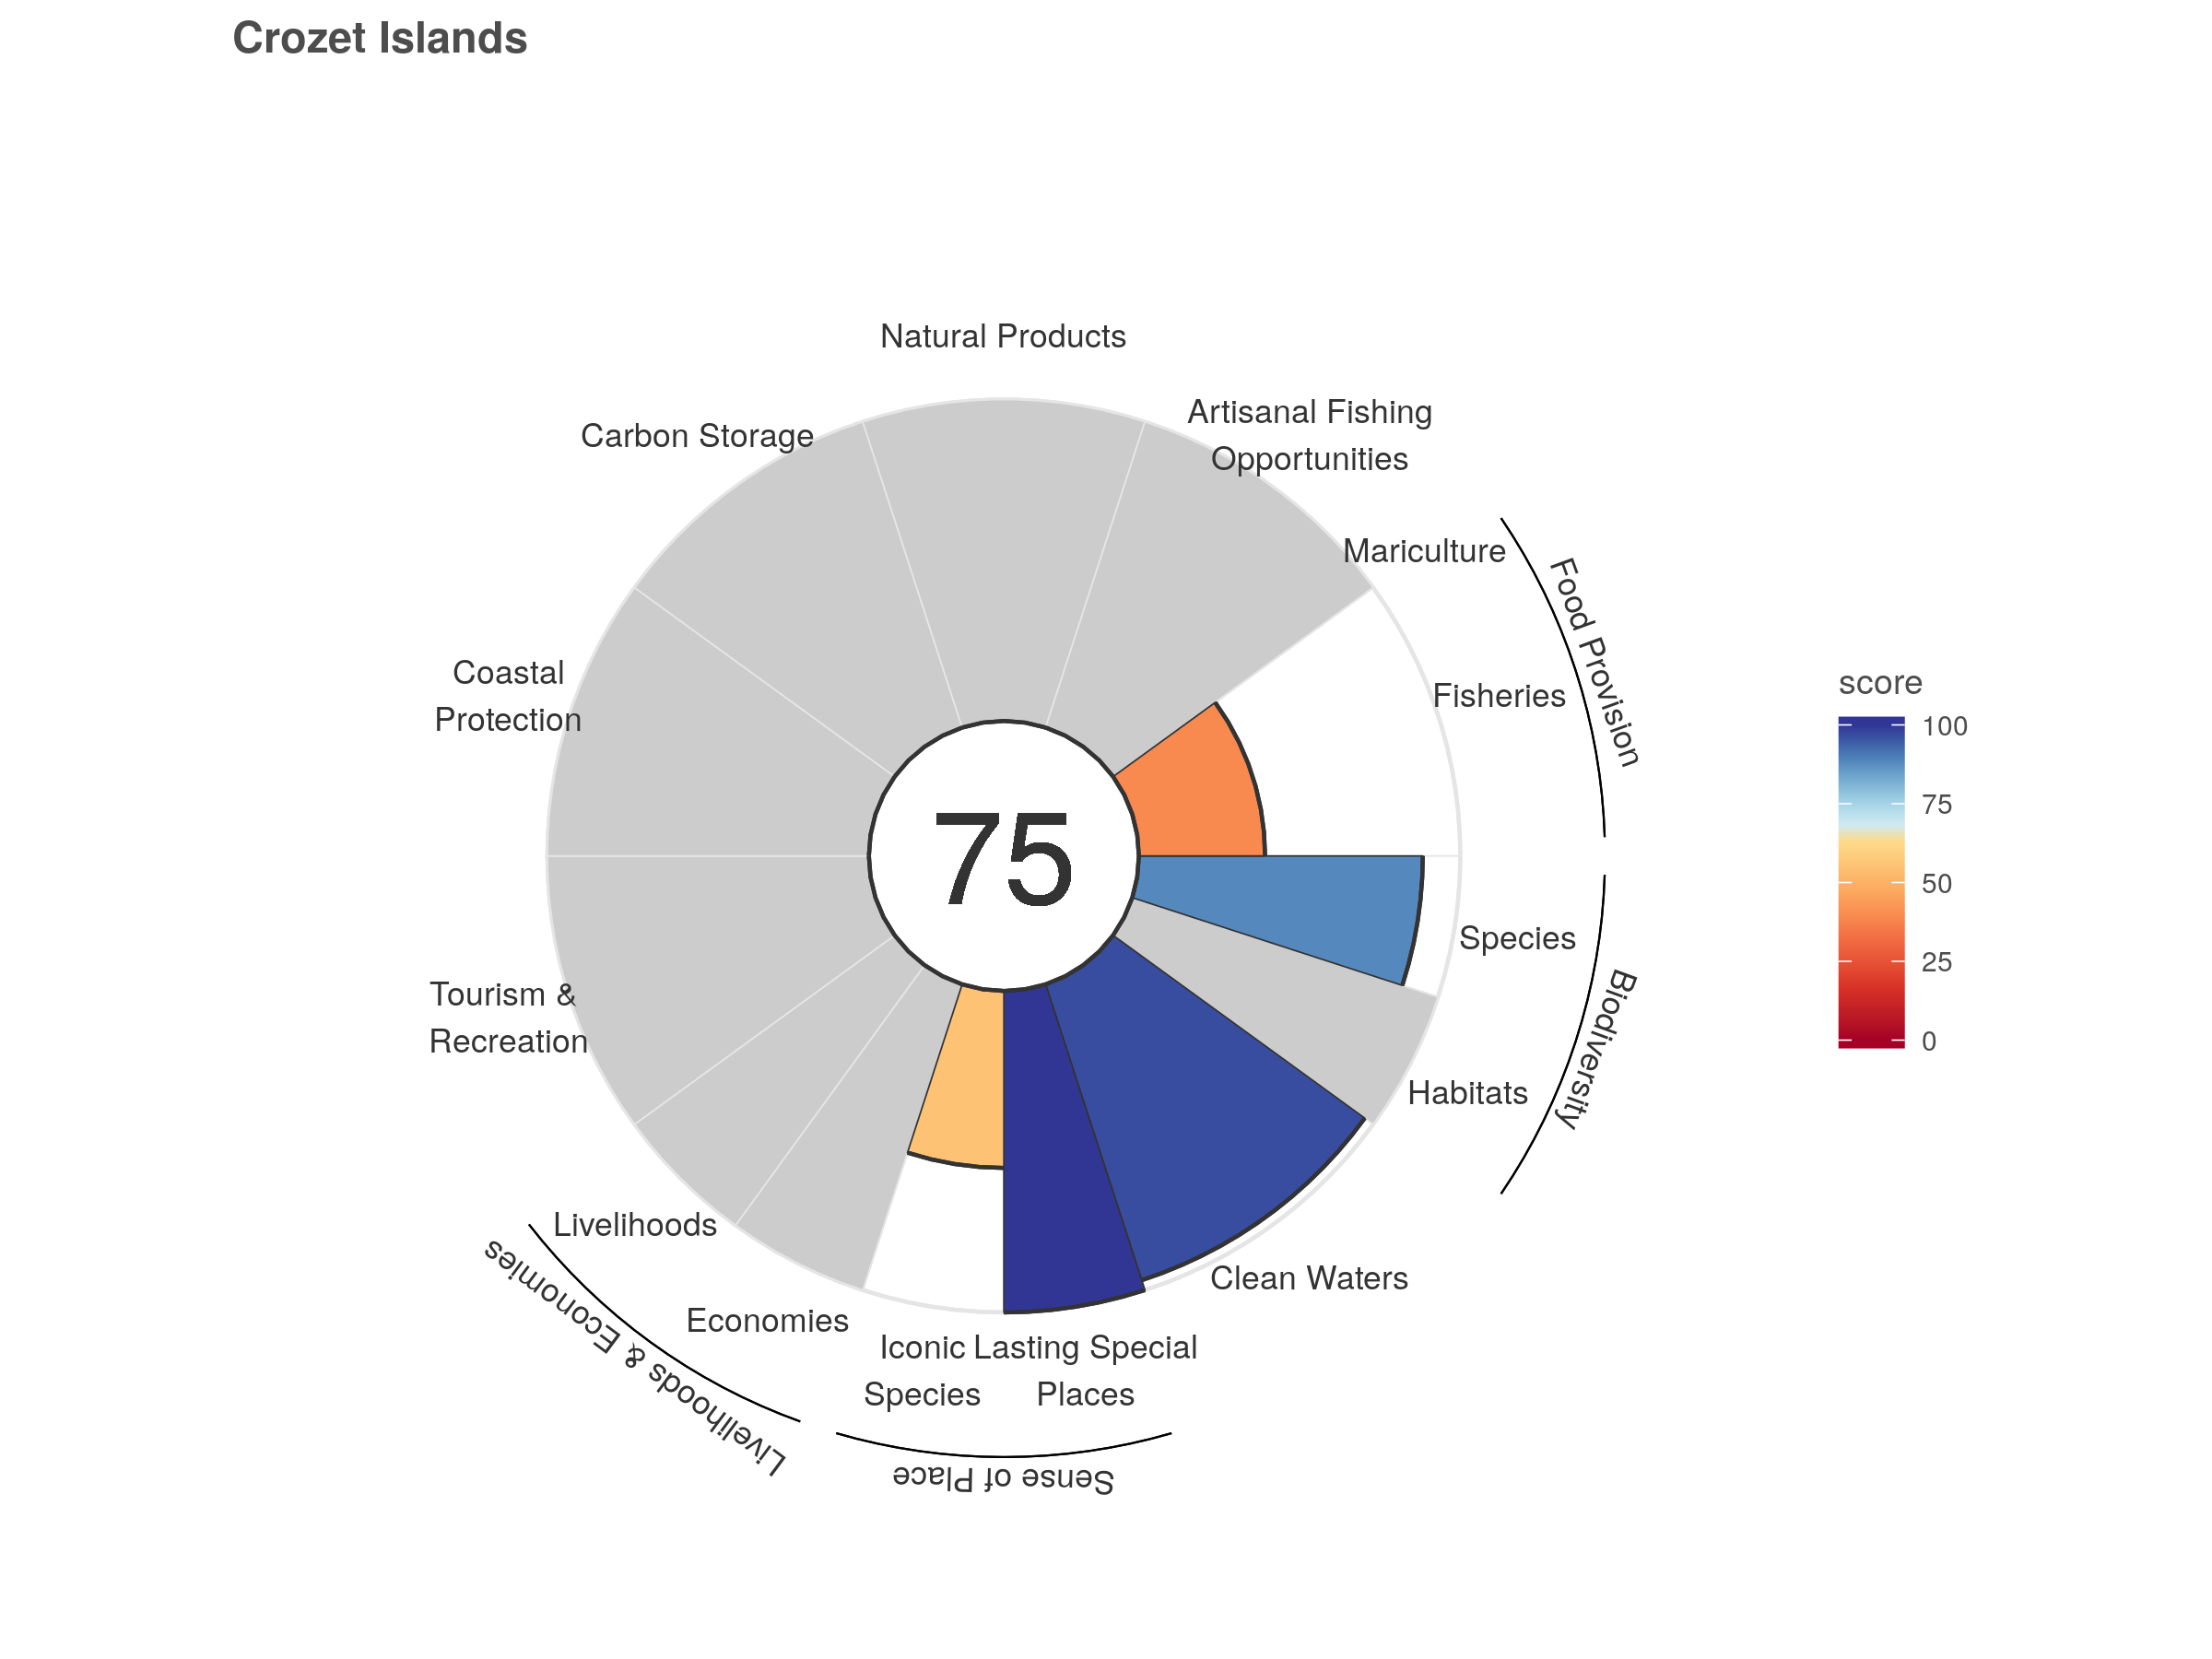 Crozet Islands
Natural Products
Artisanal Fishing
Opportunities
Carbon Storage
Mariculture
Food Provision
Fisheries
Coastal
Protection
75
score
100
75
50
25
0
Species
Biodiversity
Habitats
Tourism &
Recreation
Livelihoods
Livelihoods & Economies
Economies
Clean Waters
Iconic
Species
Lasting Special
Places
Sense of Place